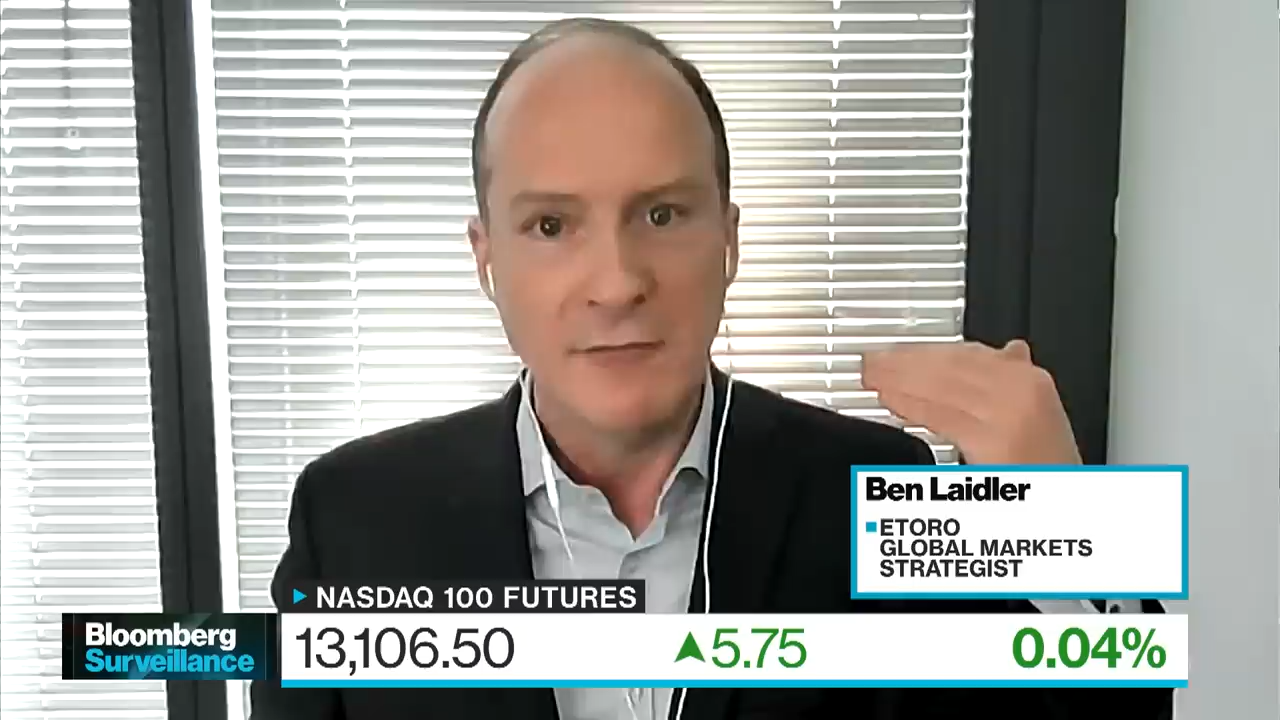 Ben Laidler
ETORO
GLOBAL MARKETS
STRATEGIST
NASDAQ 100 FUTURES
Bloomberg
Surveillance
13,106.50
5.75
0.04%